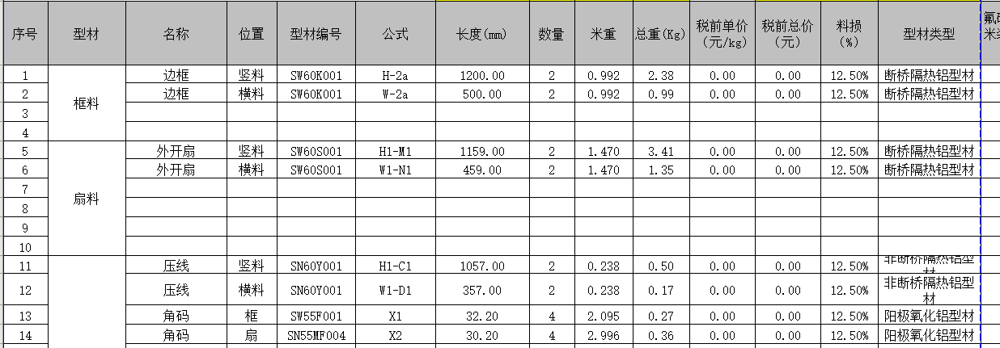 序号 型材 名称 位置 型材编号 公式 长度(mm) 数量 米重 总重(Kg) 税前单价(元/kg) 税前总价(元) 料损(%) 型材类型
1 框料 边框 竖料 SW60K001 H-2a 1200.00 2 0.992 2.38 0.00 0.00 12.50% 断桥隔热铝型材
2 边框 横料 SW60K001 W-2a 500.00 2 0.992 0.99 0.00 0.00 12.50% 断桥隔热铝型材
3
4
5 扇料 外开扇 竖料 SW60S001 H1-M1 1159.00 2 1.470 3.41 0.00 0.00 12.50% 断桥隔热铝型材
6 外开扇 横料 SW60S001 W1-N1 459.00 2 1.470 1.35 0.00 0.00 12.50% 断桥隔热铝型材
7
8
9
10
11 压线 竖料 SN60Y001 H1-C1 1057.00 2 0.238 0.50 0.00 0.00 12.50% 非断桥隔热铝型材
12 压线 横料 SN60Y001 W1-D1 357.00 2 0.238 0.17 0.00 0.00 12.50% 非断桥隔热铝型材
13 角码 框 SW55F001 X1 32.20 4 2.095 0.27 0.00 0.00 12.50% 阳极氧化铝型材
14 角码 扇 SN55MF004 X2 30.20 4 2.996 0.36 0.00 0.00 12.50% 阳极氧化铝型材